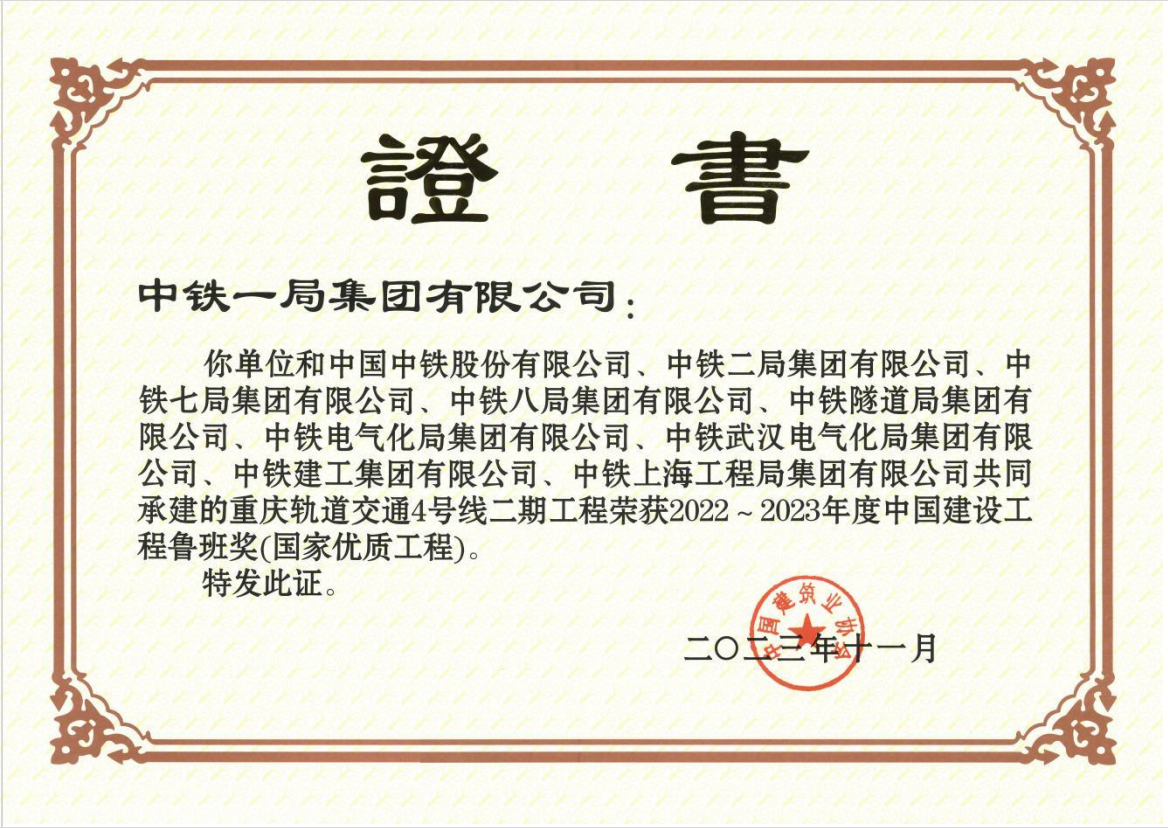 證書
中铁一局集团有限公司：
你单位和中国中铁股份有限公司、中铁二局集团有限公司、中
铁七局集团有限公司、中铁八局集团有限公司、中铁隧道局集团有
限公司、中铁电气化局集团有限公司、中铁武汉电气化局集团有限
公司、中铁建工集团有限公司、中铁上海工程局集团有限公司共同
承建的重庆轨道交通4号线二期工程荣获2022～2023年度中国建设工
程鲁班奖(国家优质工程)。
特发此证。
中国建筑业协会
二〇二三年十一月